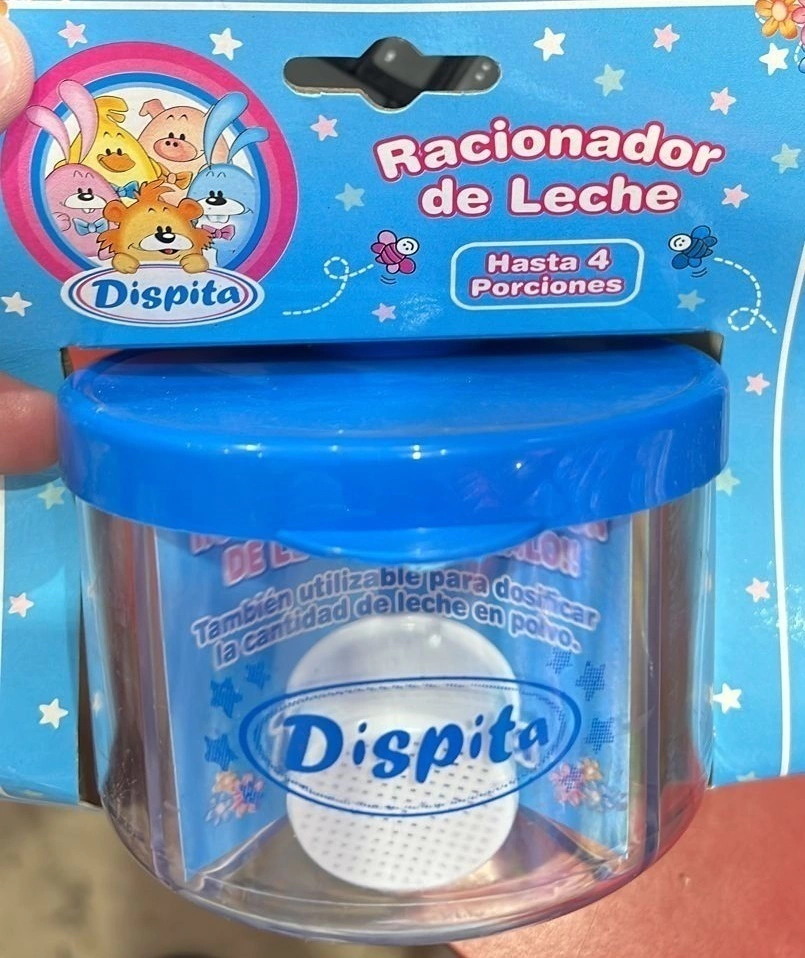 Racionador
de Leche
Hasta 4
Porciones
Dispita
También utilizable para dosificar
la cantidad de leche en polvo.
Dispita